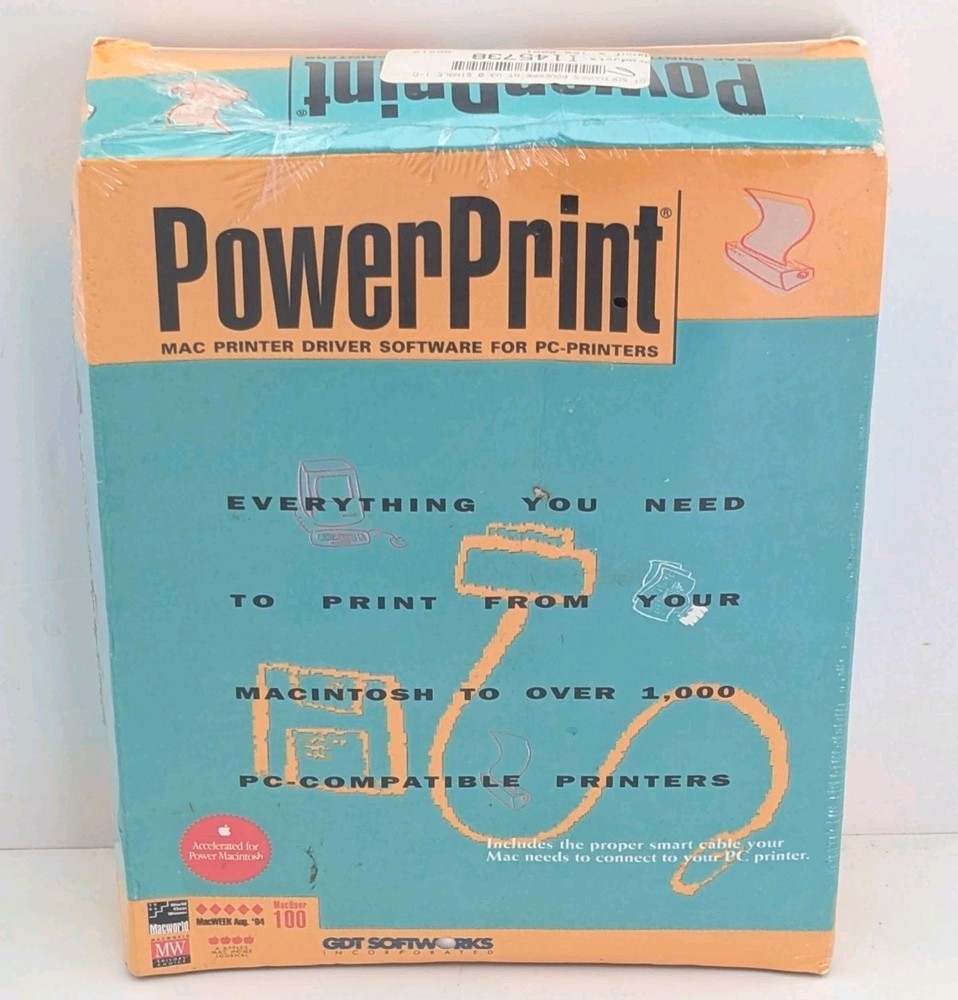 I145738
PowerPrint®
PowerPrint®
MAC PRINTER DRIVER SOFTWARE FOR PC-PRINTERS
EVERYTHING YOU NEED
TO PRINT FROM YOUR
MACINTOSH TO OVER 1,000
PC-COMPATIBLE PRINTERS
Includes the proper smart cable your
Mac needs to connect to your PC printer.
Accelerated for
Power Macintosh
Macworld
MW
MacWEEK Aug. '94
MacUser
100
GDT SOFTWORKS
INCORPORATED